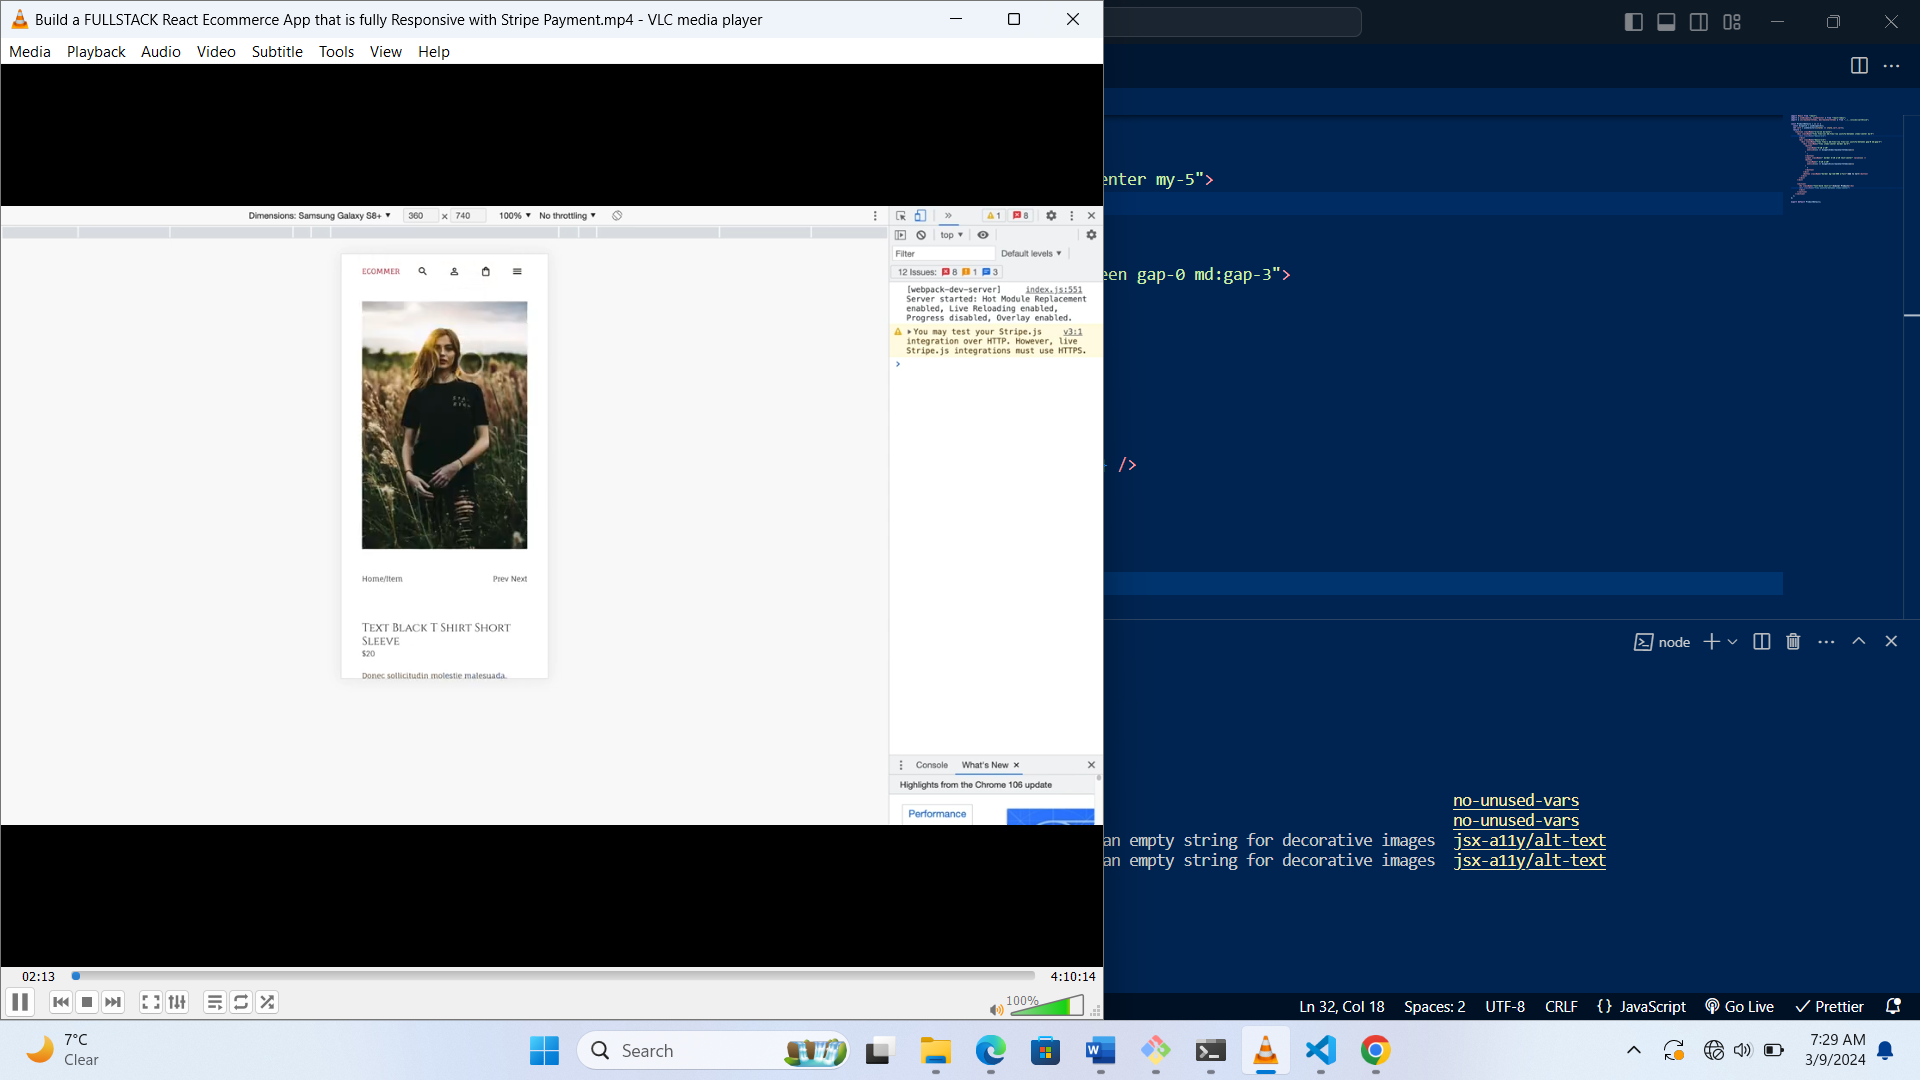 Build a FULLSTACK React Ecommerce App that is fully Responsive with Stripe Payment.mp4 - VLC media player
Media Playback Audio Video Subtitle Tools View Help
Dimensions: Samsung Galaxy S8+ 360 × 740 100% No throttling
1 8
top
Filter Default levels
12 Issues: 8 1 3
ECOMMER
[webpack-dev-server] index.js:551
Server started: Hot Module Replacement
enabled, Live Reloading enabled,
Progress disabled, Overlay enabled.
You may test your Stripe.js v3:1
integration over HTTP. However, live
Stripe.js integrations must use HTTPS.
Home/Item Prev Next
TEXT BLACK T SHIRT SHORT
SLEEVE
$20
Donec sollicitudin molestie malesuada.
Console What's New
Highlights from the Chrome 106 update
Performance
02:13 4:10:14
100%
enter my-5">
een gap-0 md:gap-3">
/>
node
no-unused-vars
no-unused-vars
an empty string for decorative images jsx-a11y/alt-text
an empty string for decorative images jsx-a11y/alt-text
Ln 32, Col 18 Spaces: 2 UTF-8 CRLF {} JavaScript Go Live Prettier
7°C
Clear
Search
7:29 AM
3/9/2024